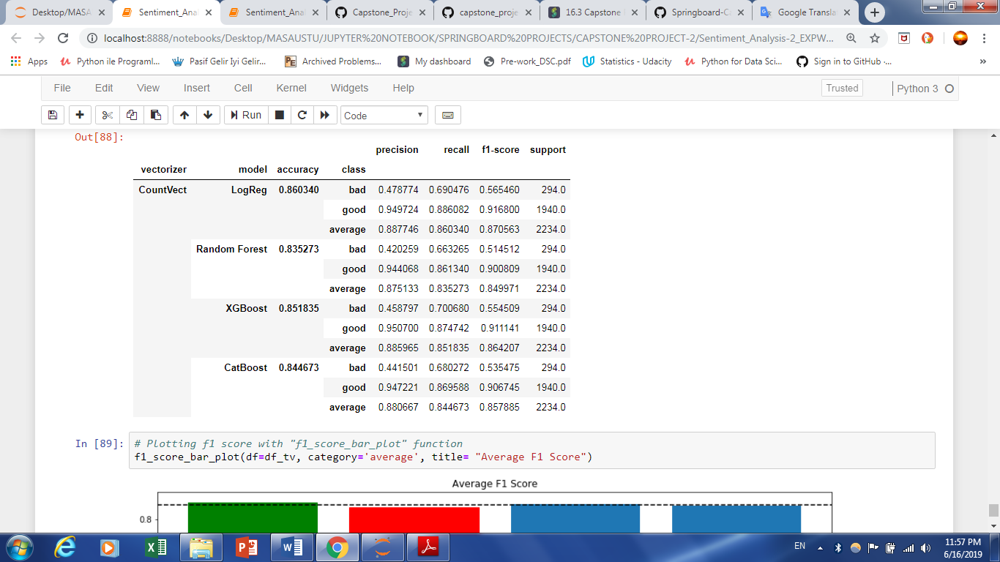 Desktop/MASA
Sentiment_Ana
Sentiment_Anal
Capstone_Proje
capstone_proje
16.3 Capstone
Springboard-Ca
Google Transla
localhost:8888/notebooks/Desktop/MASAUSTU/JUPYTER%20NOTEBOOK/SPRINGBOARD%20PROJECTS/CAPSTONE%20PROJECT-2/Sentiment_Analysis-2_EXPW...
Apps Python ile Programl... Pasif Gelir Iyi Gelir... PE Archived Problems... My dashboard Pre-work_DSC.pdf Statistics - Udacity Python for Data Sci... Sign in to GitHub ·... »
File Edit View Insert Cell Kernel Widgets Help Trusted Python 3
Run Code
Out[88]:
precision recall f1-score support
vectorizer model accuracy class
CountVect LogReg 0.860340 bad 0.478774 0.690476 0.565460 294.0
good 0.949724 0.886082 0.916800 1940.0
average 0.887746 0.860340 0.870563 2234.0
Random Forest 0.835273 bad 0.420259 0.663265 0.514512 294.0
good 0.944068 0.861340 0.900809 1940.0
average 0.875133 0.835273 0.849971 2234.0
XGBoost 0.851835 bad 0.458797 0.700680 0.554509 294.0
good 0.950700 0.874742 0.911141 1940.0
average 0.885965 0.851835 0.864207 2234.0
CatBoost 0.844673 bad 0.441501 0.680272 0.535475 294.0
good 0.947221 0.869588 0.906745 1940.0
average 0.880667 0.844673 0.857885 2234.0
In [89]: # Plotting f1 score with "f1_score_bar_plot" function
f1_score_bar_plot(df=df_tv, category='average', title= "Average F1 Score")
Average F1 Score
0.8
EN
11:57 PM
6/16/2019